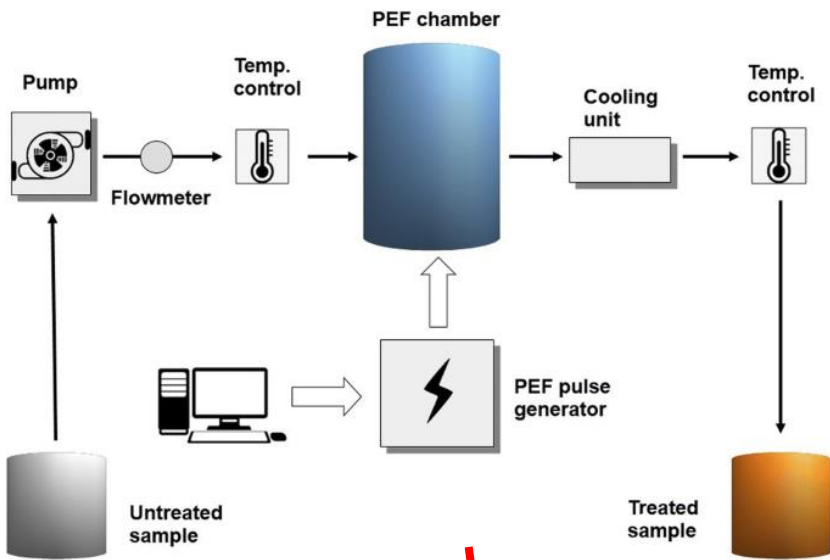 PEF chamber
Pump
Temp.
control
Cooling
unit
Temp.
control
Flowmeter
PEF pulse
generator
Untreated
sample
Treated
sample